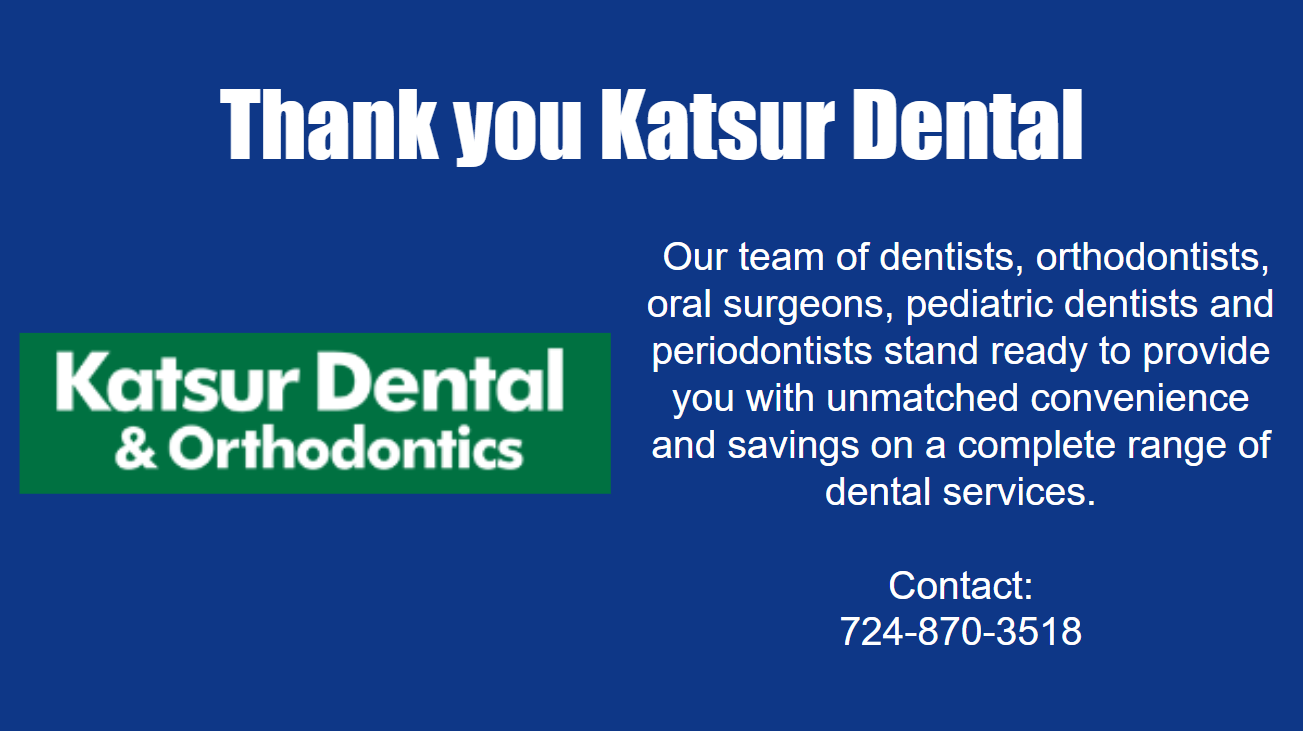 Thank you Katsur Dental
Katsur Dental
& Orthodontics
Our team of dentists, orthodontists,
oral surgeons, pediatric dentists and
periodontists stand ready to provide
you with unmatched convenience
and savings on a complete range of
dental services.
Contact:
724-870-3518